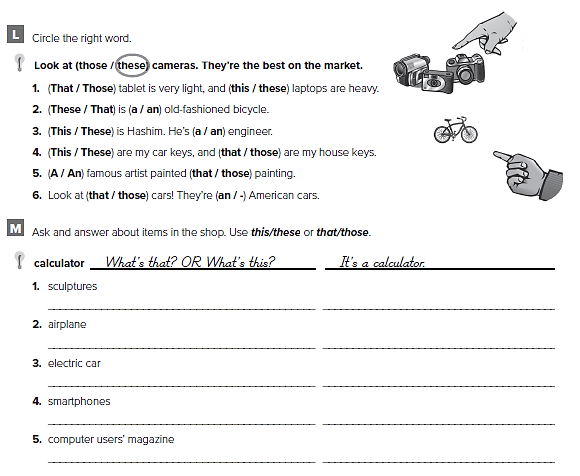 L Circle the right word.
Look at (those / these) cameras. They're the best on the market.
1. (That / Those) tablet is very light, and (this / these) laptops are heavy.
2. (These / That) is (a / an) old-fashioned bicycle.
3. (This / These) is Hashim. He's (a / an) engineer.
4. (This / These) are my car keys, and (that / those) are my house keys.
5. (A / An) famous artist painted (that / those) painting.
6. Look at (that / those) cars! They're (an / -) American cars.
M Ask and answer about items in the shop. Use this/these or that/those.
calculator What's that? OR What's this? It's a calculator.
1. sculptures
2. airplane
3. electric car
4. smartphones
5. computer users' magazine